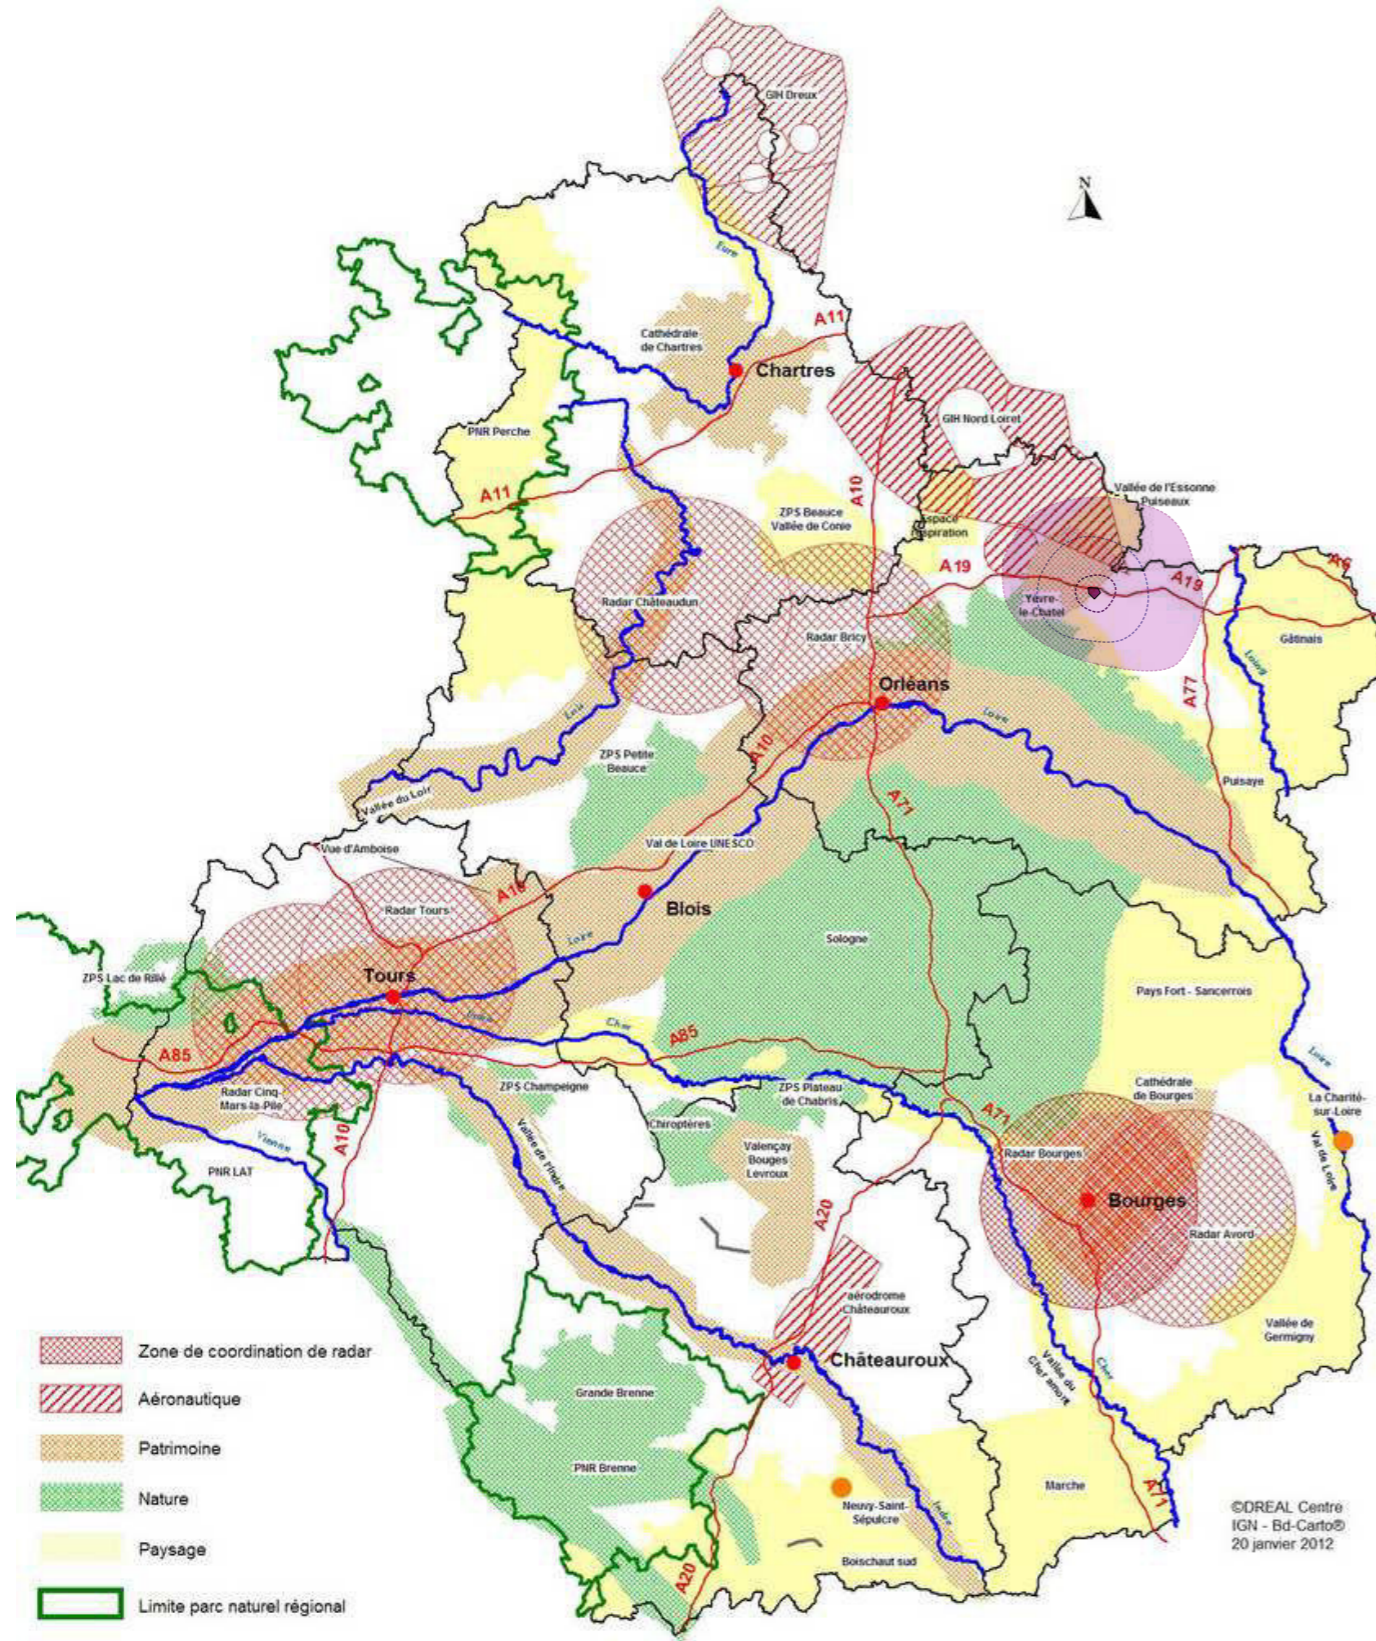 GIH Dreux
N
Eure
Cathédrale
de Chartres
A11
Chartres
GIH Nord Loiret
PNR Perche
A11
A10
ZPS Beauce
Vallée de Conie
Espace
respiration
Vallée de l'Essonne
Puiseaux
A19
A19
A6
Radar Châteaudun
Yèvre-
le-Chatel
Radar Bricy
Gâtinais
Loing
Orléans
A77
Loir
Loire
ZPS Petite
Beauce
A10
Puisaye
Vallée du Loir
A71
Vue d'Amboise
Val de Loire UNESCO
A10
Blois
Radar Tours
Sologne
Loire
ZPS Lac de Rillé
Tours
Pays Fort - Sancerrois
Indre
Cher
A85
A85
Loire
Radar Cinq-
Mars-la-Pile
ZPS Champeigne
ZPS Plateau
de Chabris
Cathédrale
de Bourges
La Charité-
sur-Loire
A71
Vienne
A10
Vallée de l'Indre
Chiroptères
Valençay
Bouges
Levroux
Radar Bourges
Val de Loire
PNR LAT
A20
Bourges
Radar Avord
aérodrome
Châteauroux
Vallée de
Germigny
Zone de coordination de radar
Châteauroux
Vallée du
Cher amont
Cher
Aéronautique
Grande Brenne
Patrimoine
PNR Brenne
Marche
A71
Nature
Neuvy-Saint-
Sépulcre
Indre
©DREAL Centre
IGN - Bd-Carto®
20 janvier 2012
Paysage
Boischaut sud
A20
Limite parc naturel régional